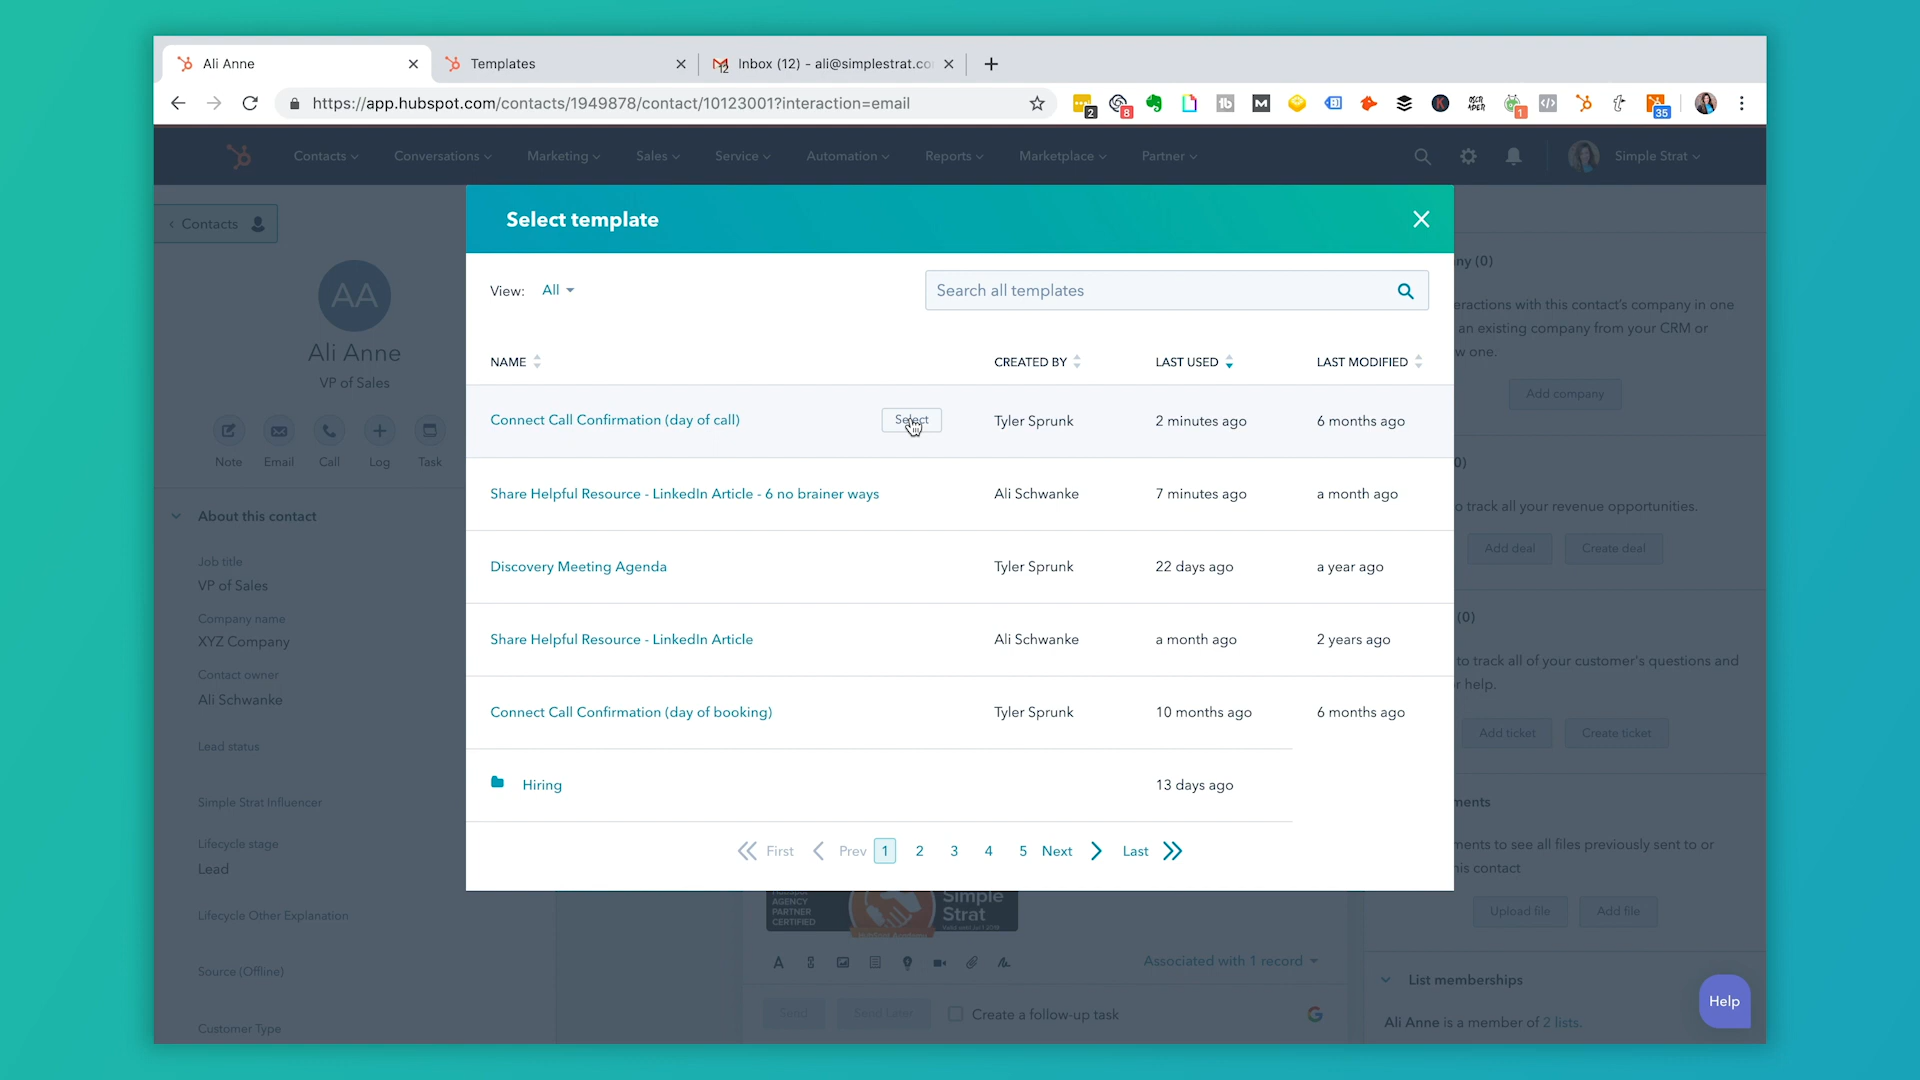 Ali Anne
Templates
Inbox (12) - ali@simplestrat.co
https://app.hubspot.com/contacts/1949878/contact/10123001?interaction=email
2
8
1
35
Contacts
Conversations
Marketing
Sales
Service
Automation
Reports
Marketplace
Partner
Simple Strat
Contacts
AA
Ali Anne
VP of Sales
Note
Email
Call
Log
Task
About this contact
Job title
VP of Sales
Company name
XYZ Company
Contact owner
Ali Schwanke
Lead status
Simple Strat Influencer
Lifecycle stage
Lead
Lifecycle Other Explanation
Source (Offline)
Customer Type
Select template
View: All
Search all templates
NAME CREATED BY LAST USED LAST MODIFIED
Connect Call Confirmation (day of call) Select Tyler Sprunk 2 minutes ago 6 months ago
Share Helpful Resource - LinkedIn Article - 6 no brainer ways Ali Schwanke 7 minutes ago a month ago
Discovery Meeting Agenda Tyler Sprunk 22 days ago a year ago
Share Helpful Resource - LinkedIn Article Ali Schwanke a month ago 2 years ago
Connect Call Confirmation (day of booking) Tyler Sprunk 10 months ago 6 months ago
Hiring 13 days ago
First Prev 1 2 3 4 5 Next Last
AGENCY
PARTNER
CERTIFIED
Simple
Strat
Associated with 1 record
Send
Send Later
Create a follow-up task
ny (0)
eractions with this contact's company in one
an existing company from your CRM or
w one.
Add company
0)
o track all your revenue opportunities.
Add deal
Create deal
(0)
to track all of your customer's questions and
r help.
Add ticket
Create ticket
ments
ments to see all files previously sent to or
his contact
Upload file
Add file
List memberships
Ali Anne is a member of 2 lists.
Help